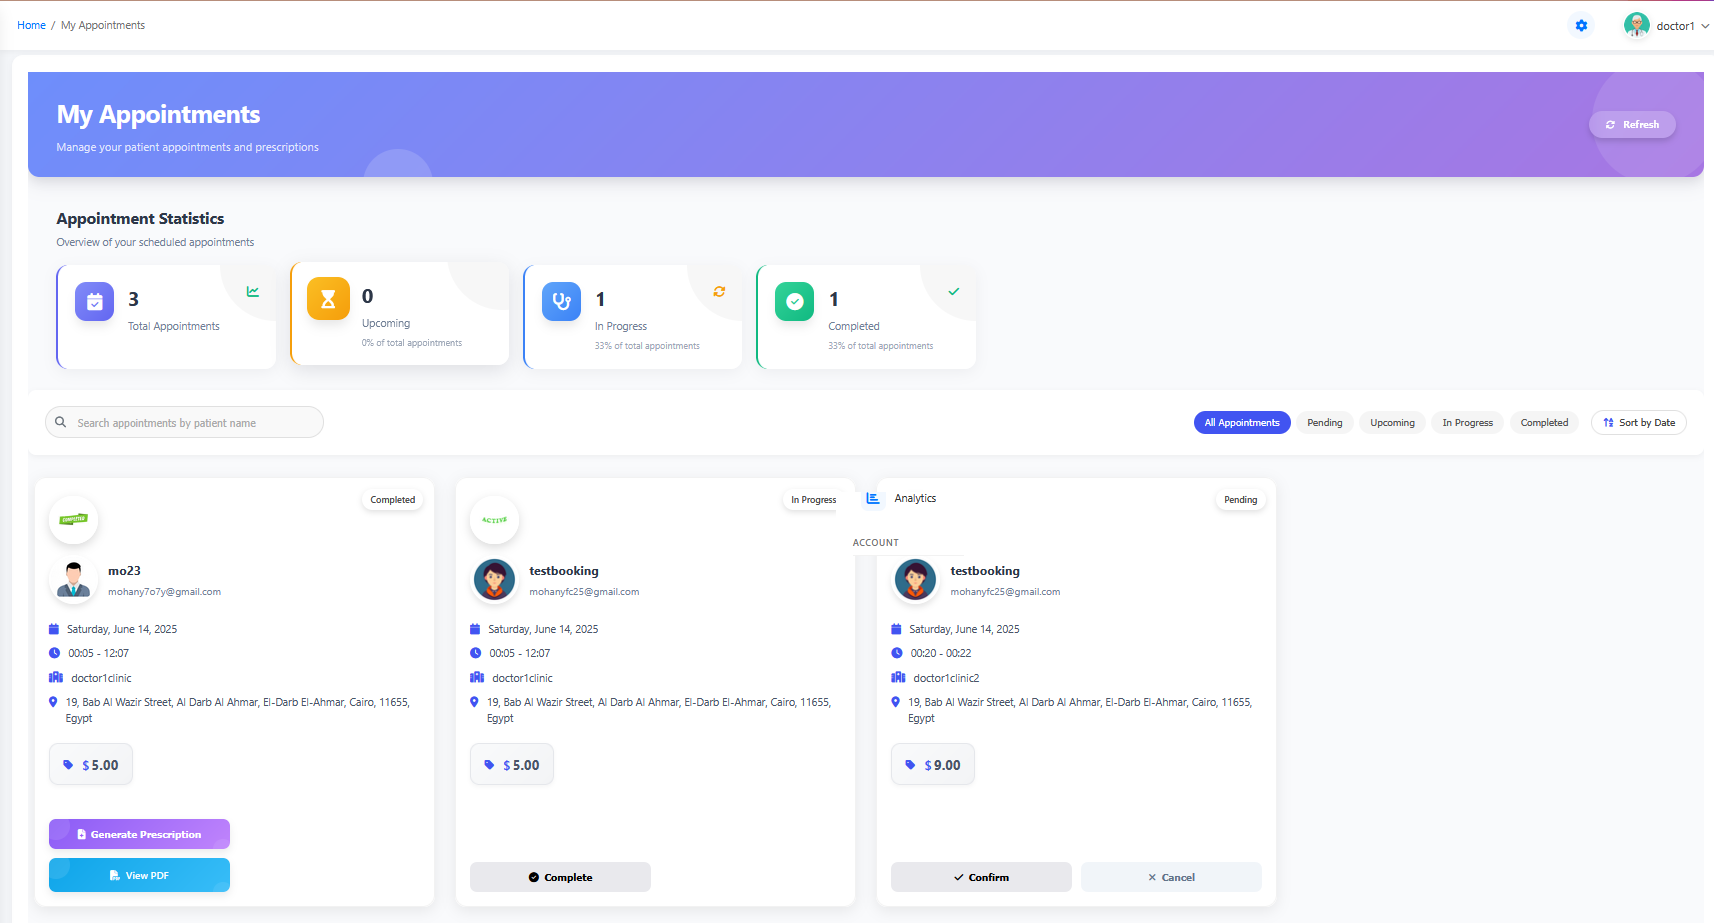 Home / My Appointments
doctor1
My Appointments
Manage your patient appointments and prescriptions
Refresh
Appointment Statistics
Overview of your scheduled appointments
3
Total Appointments
0
Upcoming
0% of total appointments
1
In Progress
33% of total appointments
1
Completed
33% of total appointments
Search appointments by patient name
All Appointments
Pending
Upcoming
In Progress
Completed
Sort by Date
COMPLETED
Completed
mo23
mohany7o7y@gmail.com
Saturday, June 14, 2025
00:05 - 12:07
doctor1clinic
19, Bab Al Wazir Street, Al Darb Al Ahmar, El-Darb El-Ahmar, Cairo, 11655,
Egypt
$ 5.00
Generate Prescription
View PDF
ACTIVE
In Progress
testbooking
mohanyfc25@gmail.com
Saturday, June 14, 2025
00:05 - 12:07
doctor1clinic
19, Bab Al Wazir Street, Al Darb Al Ahmar, El-Darb El-Ahmar, Cairo, 11655,
Egypt
$ 5.00
Complete
Analytics
ACCOUNT
Pending
testbooking
mohanyfc25@gmail.com
Saturday, June 14, 2025
00:20 - 00:22
doctor1clinic2
19, Bab Al Wazir Street, Al Darb Al Ahmar, El-Darb El-Ahmar, Cairo, 11655,
Egypt
$ 9.00
Confirm
Cancel